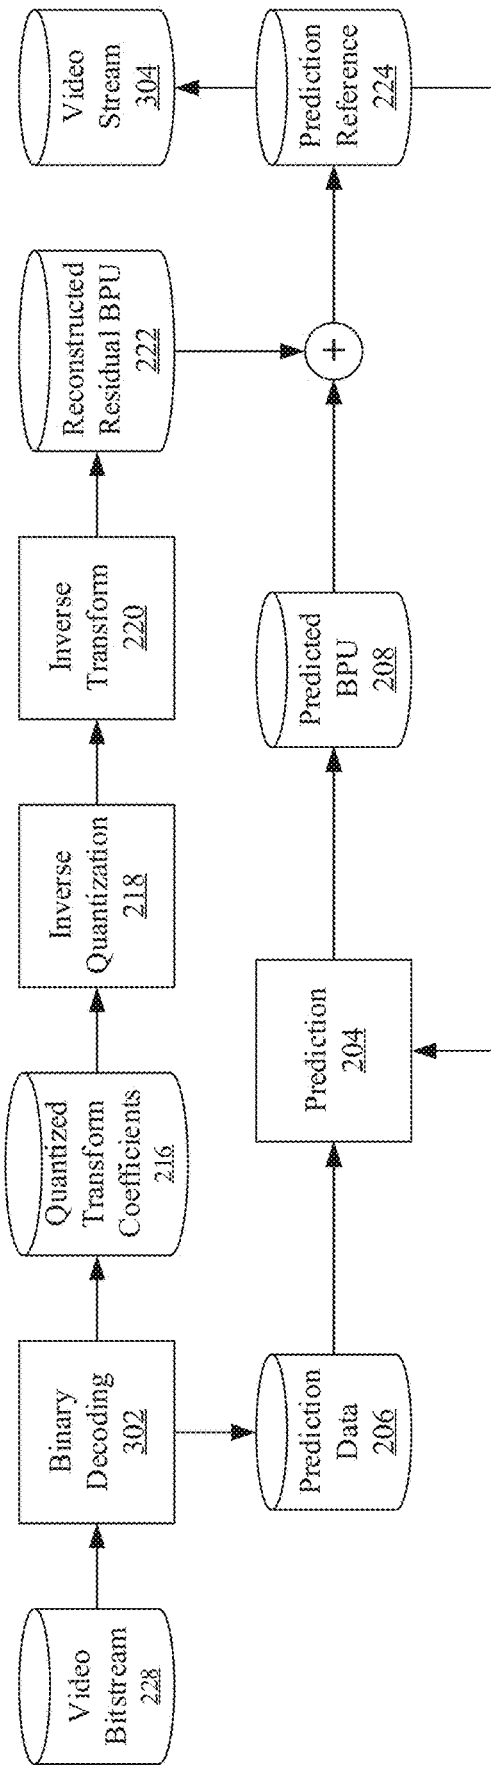 Video
Bitstream
228
Binary
Decoding
302
Quantized
Transform
Coefficients
216
Inverse
Quantization
218
Inverse
Transform
220
Reconstructed
Residual BPU
222
Video
Stream
304
Prediction
Data
206
Prediction
204
Predicted
BPU
208
+
Prediction
Reference
224